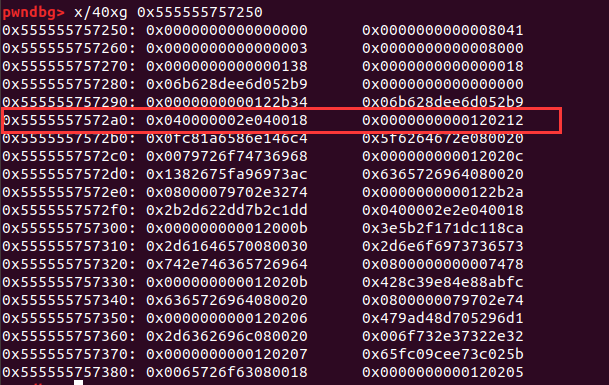 pwndbg> x/40xg 0x555555757250
0x555555757250: 0x0000000000000000 0x0000000000008041
0x555555757260: 0x0000000000000003 0x0000000000008000
0x555555757270: 0x0000000000000138 0x0000000000000018
0x555555757280: 0x06b628dee6d052b9 0x0000000000000000
0x555555757290: 0x0000000000122b34 0x06b628dee6d052b9
0x5555557572a0: 0x040000002e040018 0x0000000000120212
0x5555557572b0: 0x0fc81a6586e146c4 0x5f6264672e080020
0x5555557572c0: 0x0079726f74736968 0x000000000012020c
0x5555557572d0: 0x1382675fa96973ac 0x6365726964080020
0x5555557572e0: 0x08000079702e3274 0x0000000000122b2a
0x5555557572f0: 0x2b2d622dd7b2c1dd 0x0400002e2e040018
0x555555757300: 0x000000000012000b 0x3e5b2f171dc118ca
0x555555757310: 0x2d61646570080030 0x2d6e6f6973736573
0x555555757320: 0x742e746365726964 0x0800000000007478
0x555555757330: 0x000000000012020b 0x428c39e84e88abfc
0x555555757340: 0x6365726964080020 0x0800000079702e74
0x555555757350: 0x0000000000120206 0x479ad48d705296d1
0x555555757360: 0x2d6362696c080020 0x006f732e37322e32
0x555555757370: 0x0000000000120207 0x65fc09cee73c025b
0x555555757380: 0x0065726f63080018 0x0000000000120205